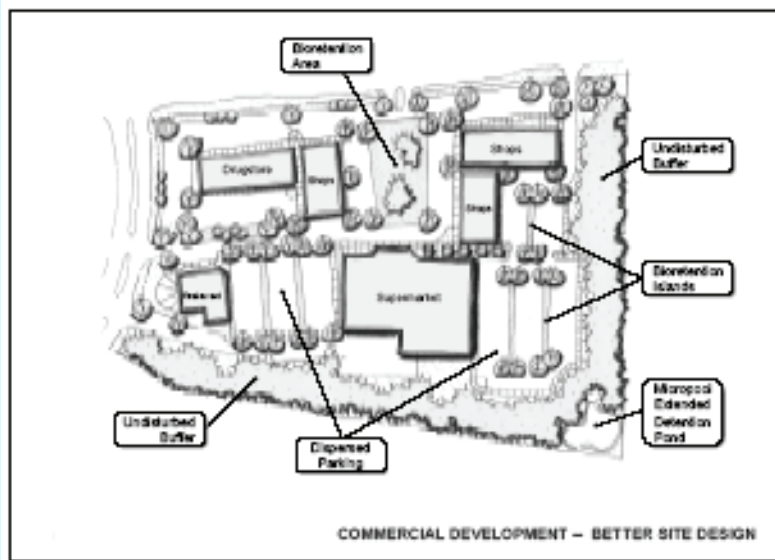 Bioretention
Area
Shops
Undisturbed
Buffer
Drugstore
Shops
Shops
Bioretention
Islands
Supermarket
Micropool
Extended
Detention
Pond
Undisturbed
Buffer
Dispersed
Parking
COMMERCIAL DEVELOPMENT – BETTER SITE DESIGN